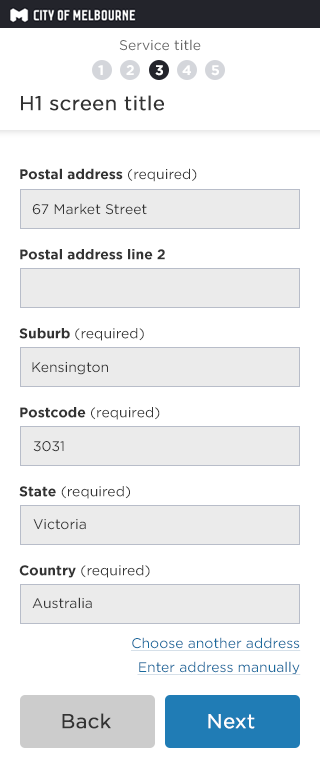 CITY OF MELBOURNE
Service title
1 2 3 4 5
H1 screen title
Postal address (required)
67 Market Street
Postal address line 2
Suburb (required)
Kensington
Postcode (required)
3031
State (required)
Victoria
Country (required)
Australia
Choose another address
Enter address manually
Back Next